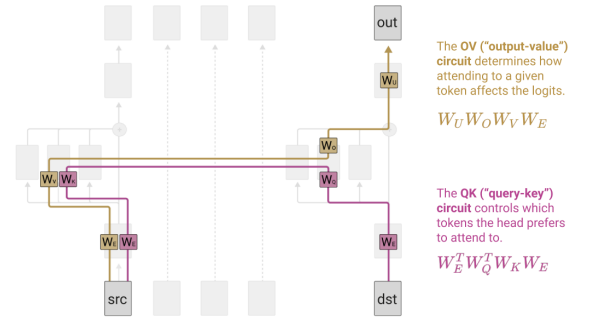 out
The OV (“output-value”)
circuit determines how
attending to a given
token affects the logits.
W_U W_O W_V W_E
W_U
W_O
W_V W_K
W_Q
The QK (“query-key”)
circuit controls which
tokens the head prefers
to attend to.
W_E^T W_Q^T W_K W_E
W_E W_E
W_E
src
dst